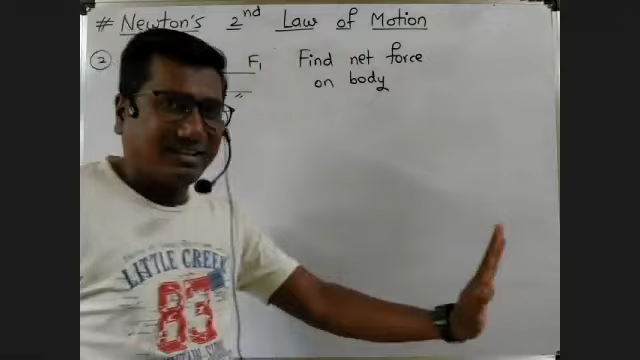 # Newton's 2nd Law of Motion
② F₁ Find net force
on body
LITTLE CREEK
83